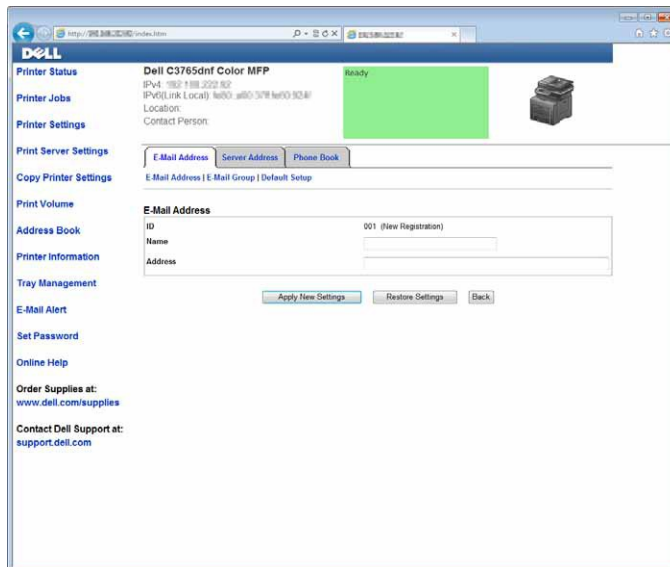 http://
/index.htm
DELL
Printer Status
Printer Jobs
Printer Settings
Print Server Settings
Copy Printer Settings
Print Volume
Address Book
Printer Information
Tray Management
E-Mail Alert
Set Password
Online Help
Order Supplies at:
www.dell.com/supplies
Contact Dell Support at:
support.dell.com
Dell C3765dnf Color MFP
IPv4:
IPv6(Link Local):
Location:
Contact Person:
Ready
E-Mail Address Server Address Phone Book
E-Mail Address | E-Mail Group | Default Setup
E-Mail Address
ID 001 (New Registration)
Name
Address
Apply New Settings Restore Settings Back